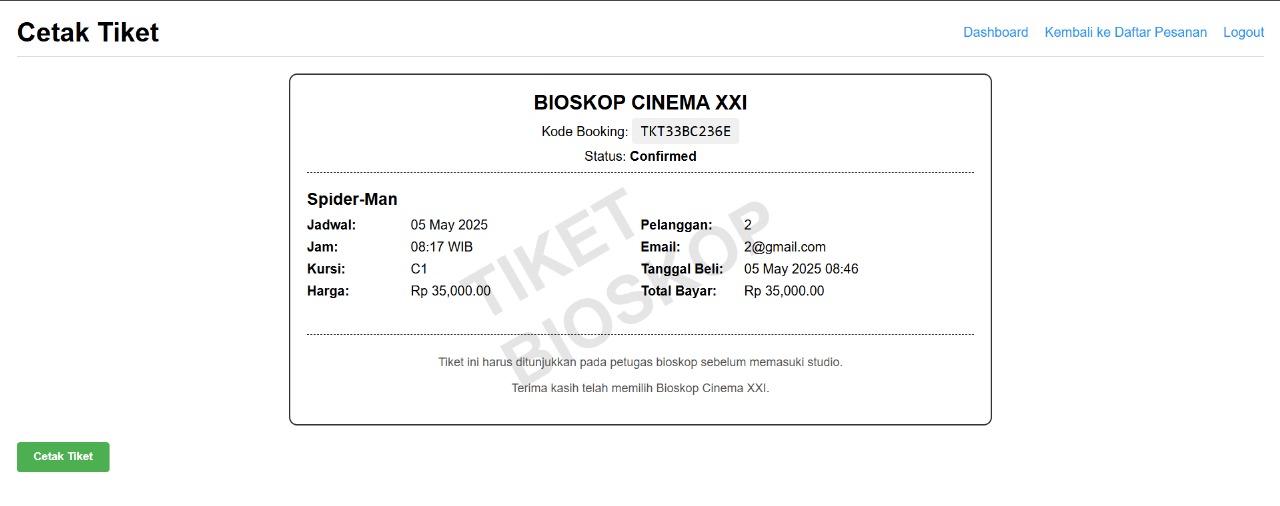 Cetak Tiket
Dashboard Kembali ke Daftar Pesanan Logout
BIOSKOP CINEMA XXI
Kode Booking: TKT33BC236E
Status: Confirmed
Spider-Man
Jadwal: 05 May 2025 Pelanggan: 2
Jam: 08:17 WIB Email: 2@gmail.com
Kursi: C1 Tanggal Beli: 05 May 2025 08:46
Harga: Rp 35,000.00 Total Bayar: Rp 35,000.00
TIKET
BIOSKOP
Tiket ini harus ditunjukkan pada petugas bioskop sebelum memasuki studio.
Terima kasih telah memilih Bioskop Cinema XXI.
Cetak Tiket